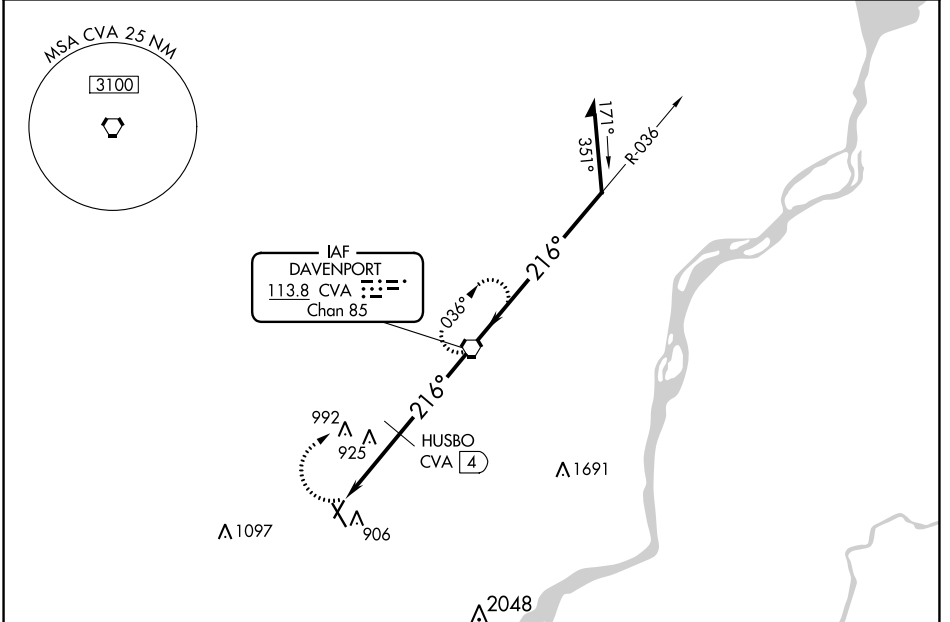 MSA CVA 25 NM
3100
171°
351°
R-036
216°
IAF
DAVENPORT
113.8 CVA
Chan 85
036°
216°
992
925
HUSBO
CVA 4
1691
1097
906
2048